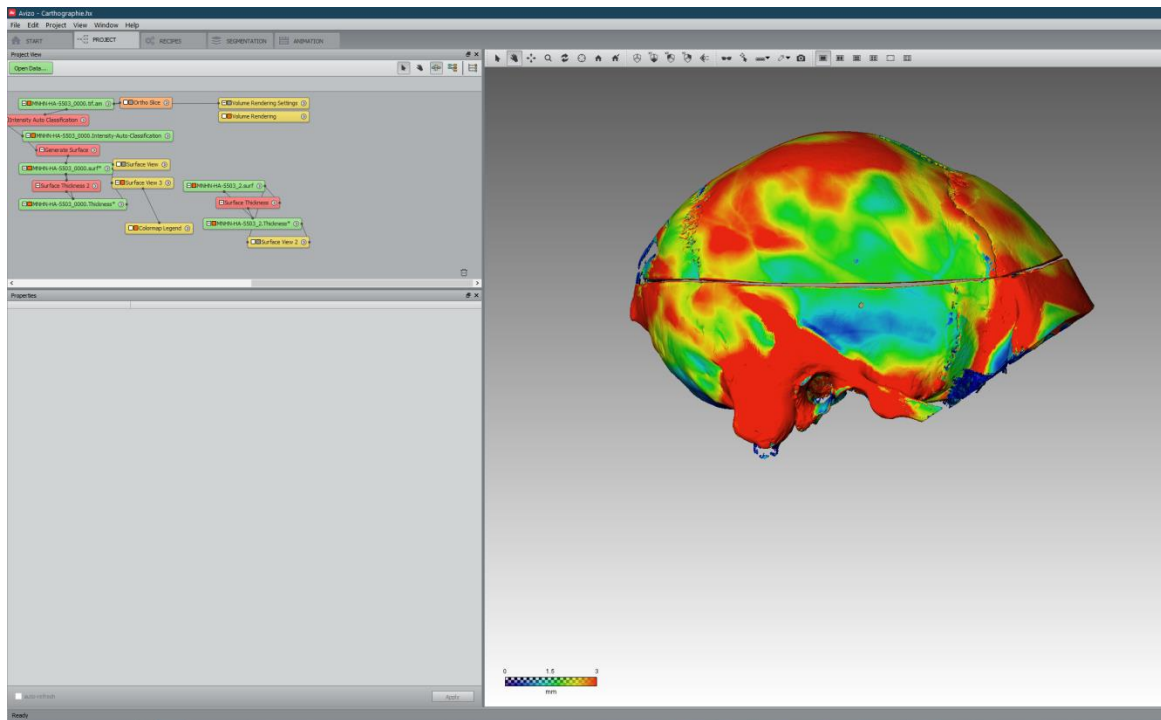 Avizo - Carthographie.hx
File Edit Project View Window Help
START PROJECT RECIPES SEGMENTATION ANIMATION
Project View
Open Data...
MNHN-HA-5503_0000.tif.am Ortho Slice Volume Rendering Settings
Intensity Auto Classification Volume Rendering
MNHN-HA-5503_0000.Intensity-Auto-Classification
Generate Surface
MNHN-HA-5503_0000.surf* Surface View
Surface Thickness 2 Surface View 3 MNHN-HA-5503_2.surf
MNHN-HA-5503_0000.Thickness* Surface Thickness
Colormap Legend MNHN-HA-5503_2.Thickness*
Surface View 2
Properties
0 1.5 3
mm
auto-refresh Apply
Ready